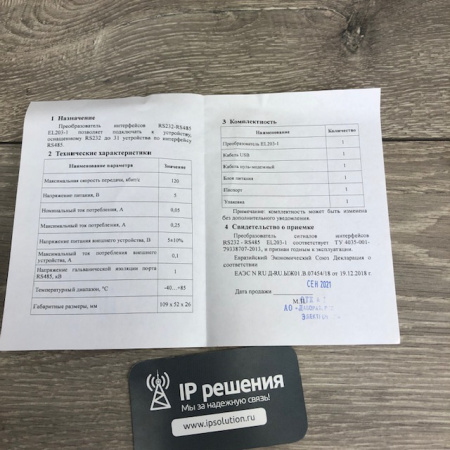 1 Назначение
Преобразователь интерфейсов RS232-RS485
EL203-1 позволяет подключать к устройству,
оснащенному RS232 до 31 устройства по интерфейсу
RS485.
2 Технические характеристики
Наименование параметра Значение
Максимальная скорость передачи, кбит/с 120
Напряжение питания, В 5
Номинальный ток потребления, А 0,05
Максимальный ток потребления, А 0,25
Напряжение питания внешнего устройства, В 5±10%
Максимальный ток потребления внешнего
устройства, А 0,1
Напряжение гальванической изоляции порта
RS485, кВ 1
Температурный диапазон, °С -40...+85
Габаритные размеры, мм 109 x 52 x 26
3 Комплектность
Наименование Количество
Преобразователь EL203-1 1
Кабель USB 1
Кабель нуль-модемный 1
Блок питания 1
Паспорт 1
Упаковка 1
Примечание: комплектность может быть изменена
без дополнительного уведомления.
4 Свидетельство о приемке
Преобразователь сигналов интерфейсов
RS232 - RS485 EL203-1 соответствует ТУ 4035-001-
79338707-2013, и признан годным к эксплуатации.
Евразийский Экономический Союз Декларация о
соответствии
ЕАЭС N RU Д-RU.БЖ01.В.07454/18 от 19.12.2018 г.
Дата продажи СЕН 2021
М.П.
АО
IP решения
Мы за надежную связь!
www.ipsolution.ru